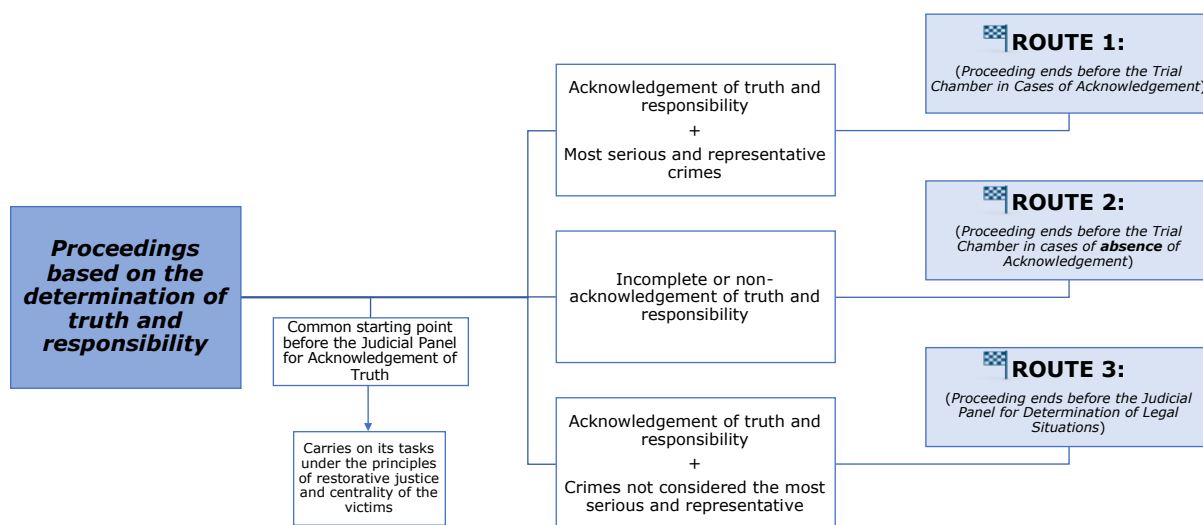 Proceedings
based on the
determination of
truth and
responsibility
Common starting point
before the Judicial Panel
for Acknowledgement of
Truth
Carries on its tasks
under the principles
of restorative justice
and centrality of the
victims
Acknowledgement of truth and
responsibility
+
Most serious and representative
crimes
ROUTE 1:
(Proceeding ends before the Trial
Chamber in Cases of Acknowledgement)
Incomplete or non-
acknowledgement of truth and
responsibility
ROUTE 2:
(Proceeding ends before the Trial
Chamber in cases of absence of
Acknowledgement)
Acknowledgement of truth and
responsibility
+
Crimes not considered the most
serious and representative
ROUTE 3:
(Proceeding ends before the Judicial
Panel for Determination of Legal
Situations)